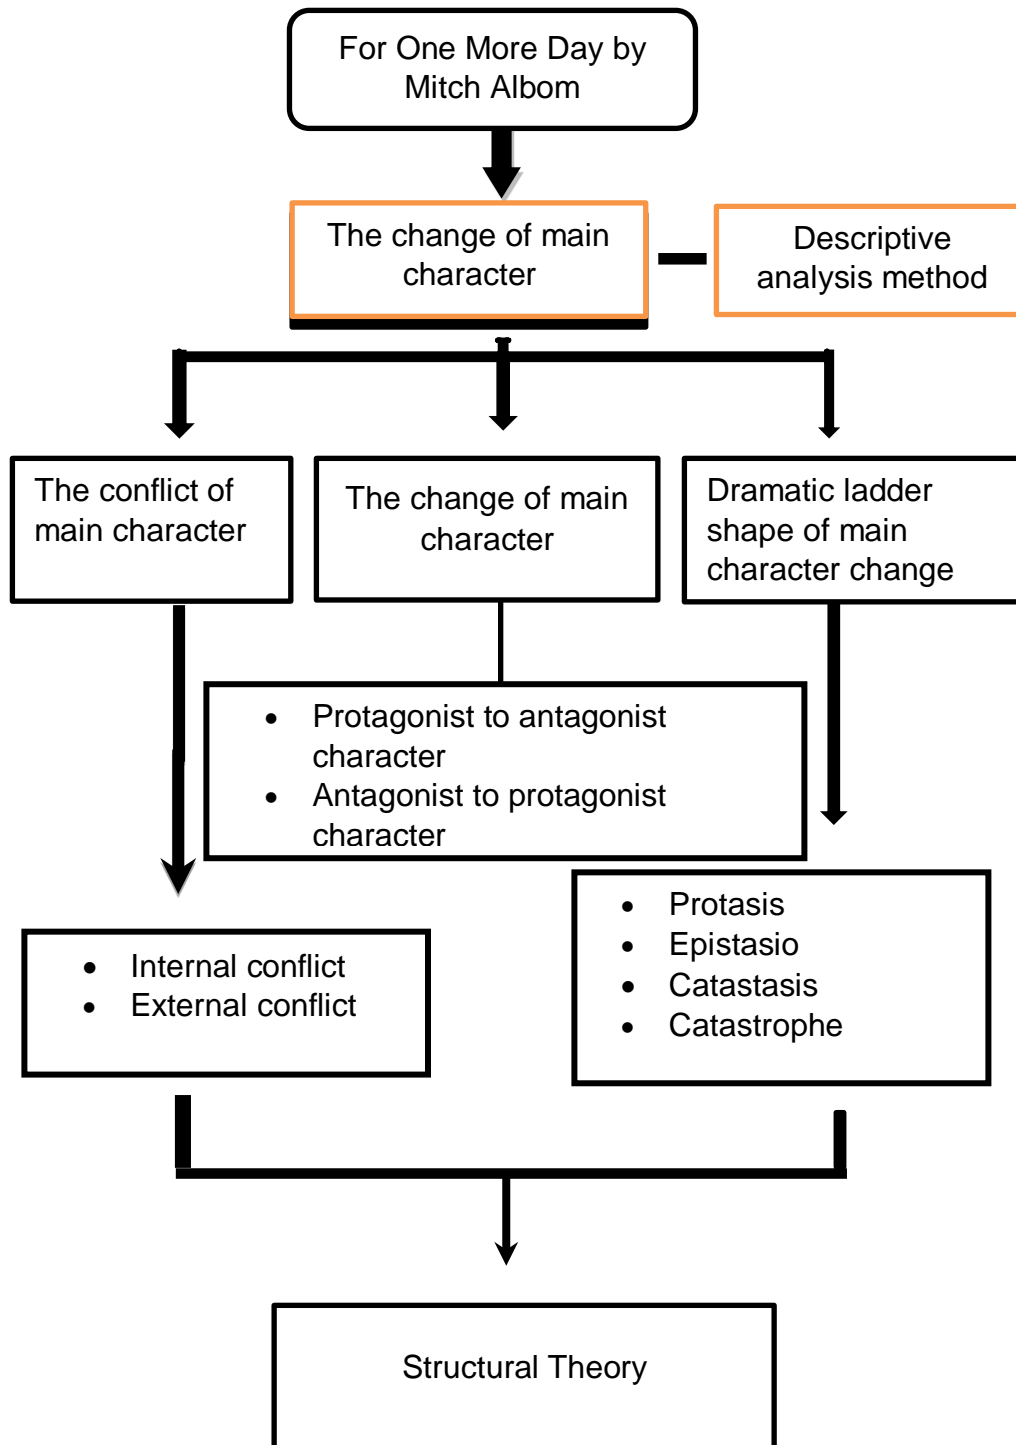 For One More Day by
Mitch Albom
The change of main
character
Descriptive
analysis method
The conflict of
main character
The change of main
character
Dramatic ladder
shape of main
character change
• Protagonist to antagonist
character
• Antagonist to protagonist
character
• Internal conflict
• External conflict
• Protasis
• Epistasio
• Catastasis
• Catastrophe
Structural Theory